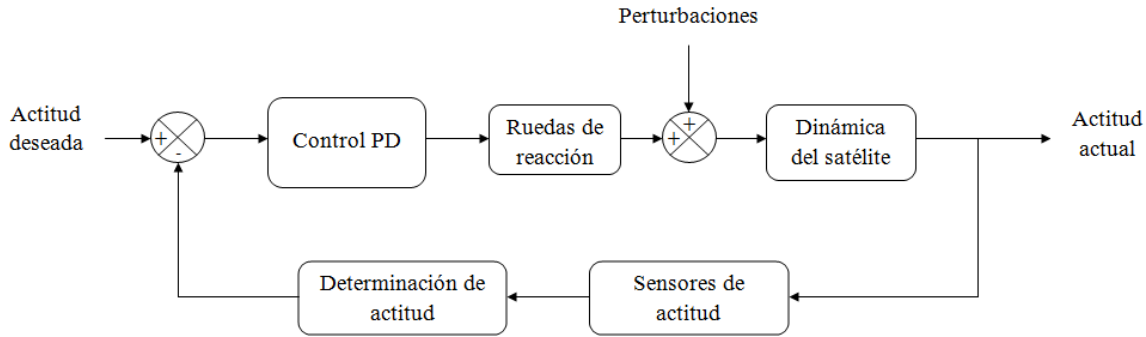 Perturbaciones
Actitud
deseada
+
-
Control PD
Ruedas de
reacción
+
+
Dinámica
del satélite
Actitud
actual
Determinación de
actitud
Sensores de
actitud